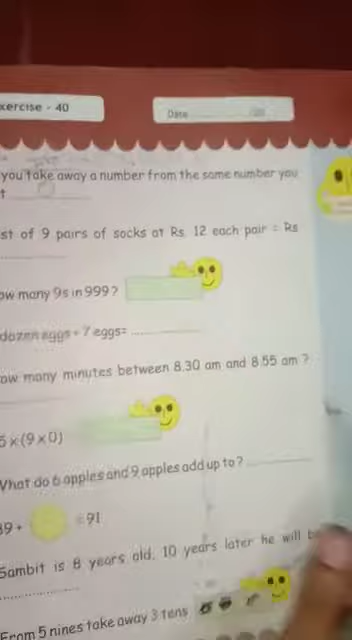 xercise - 40
Date
you take away a number from the same number you
t
st of 9 pairs of socks at Rs. 12 each pair = Rs
ow many 9s in 999?
dozen eggs + 7 eggs=
ow many minutes between 8.30 am and 8.55 am ?
5 x (9 x 0)
What do 6 apples and 9 apples add up to?
39 + = 91
Sambit is 8 years old. 10 years later he will
From 5 nines take away 3 tens